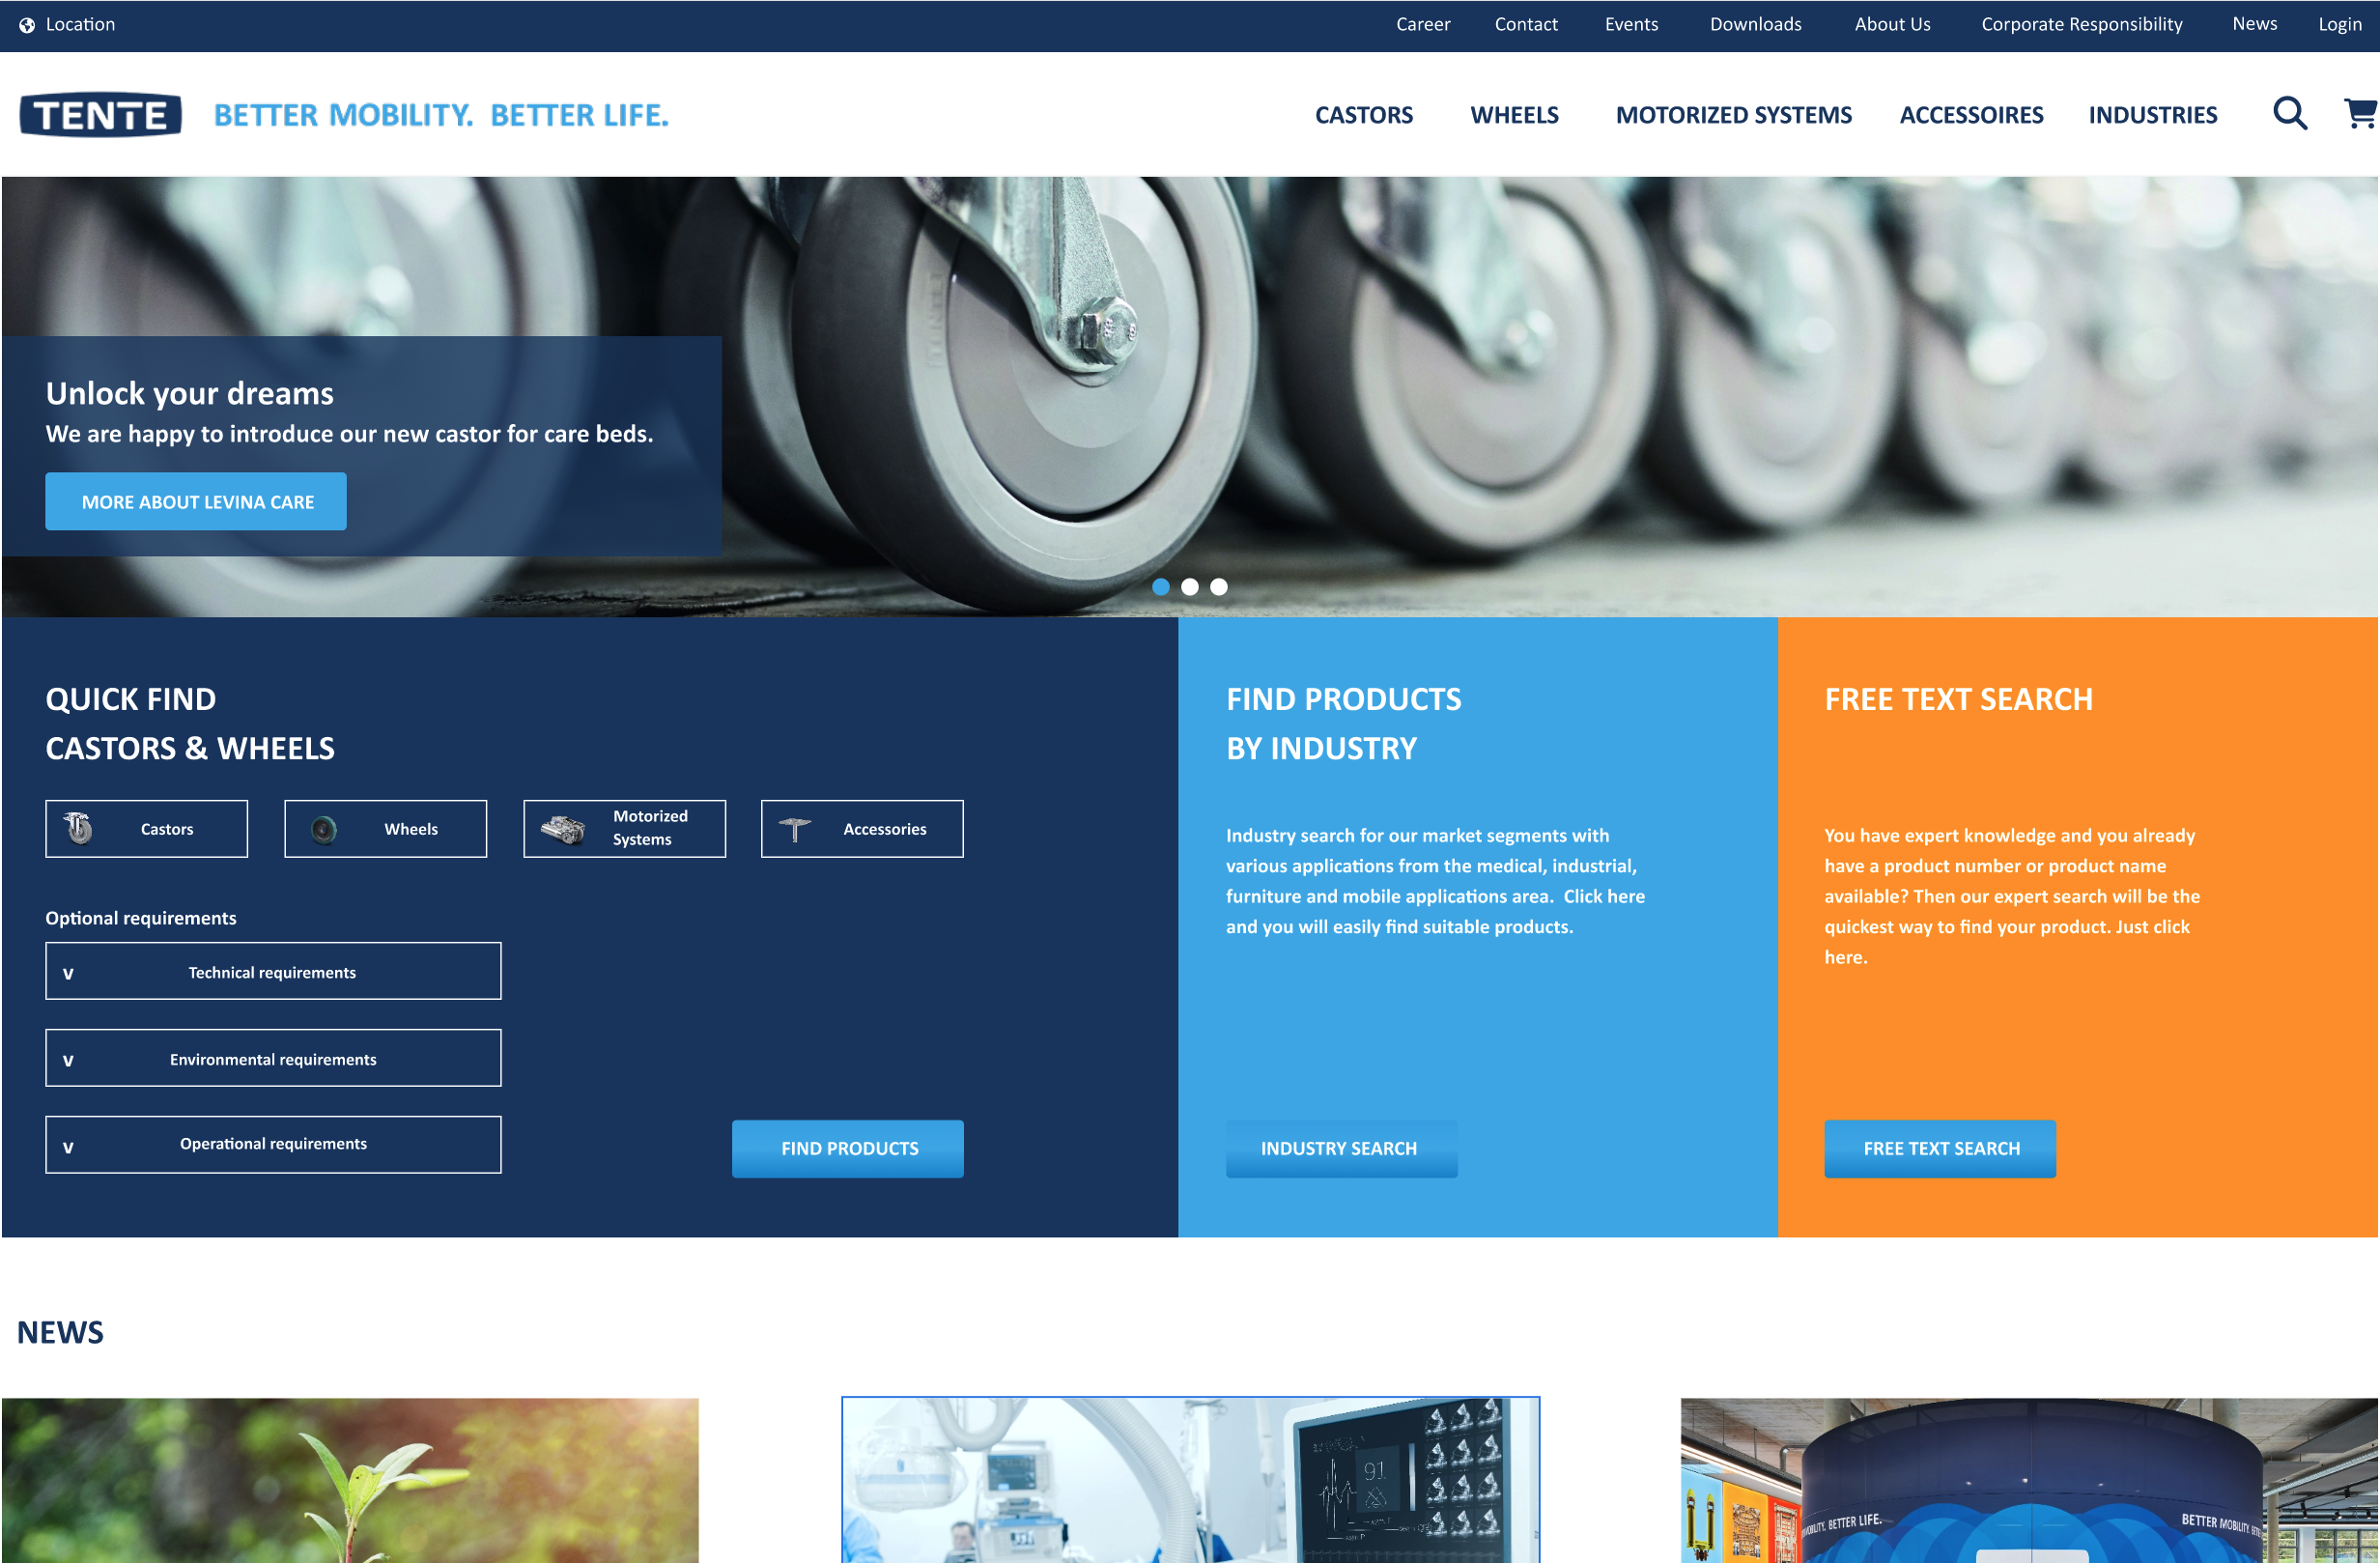 Location
Career Contact Events Downloads About Us Corporate Responsibility News Login
TENTE BETTER MOBILITY. BETTER LIFE.
CASTORS WHEELS MOTORIZED SYSTEMS ACCESSOIRES INDUSTRIES
Unlock your dreams
We are happy to introduce our new castor for care beds.
MORE ABOUT LEVINA CARE
QUICK FIND
CASTORS & WHEELS
Castors
Wheels
Motorized
Systems
Accessories
Optional requirements
v Technical requirements
v Environmental requirements
v Operational requirements
FIND PRODUCTS
FIND PRODUCTS
BY INDUSTRY
Industry search for our market segments with
various applications from the medical, industrial,
furniture and mobile applications area. Click here
and you will easily find suitable products.
INDUSTRY SEARCH
FREE TEXT SEARCH
You have expert knowledge and you already
have a product number or product name
available? Then our expert search will be the
quickest way to find your product. Just click
here.
FREE TEXT SEARCH
NEWS
91
BETTER LIFE.
BETTER MOBILITY.